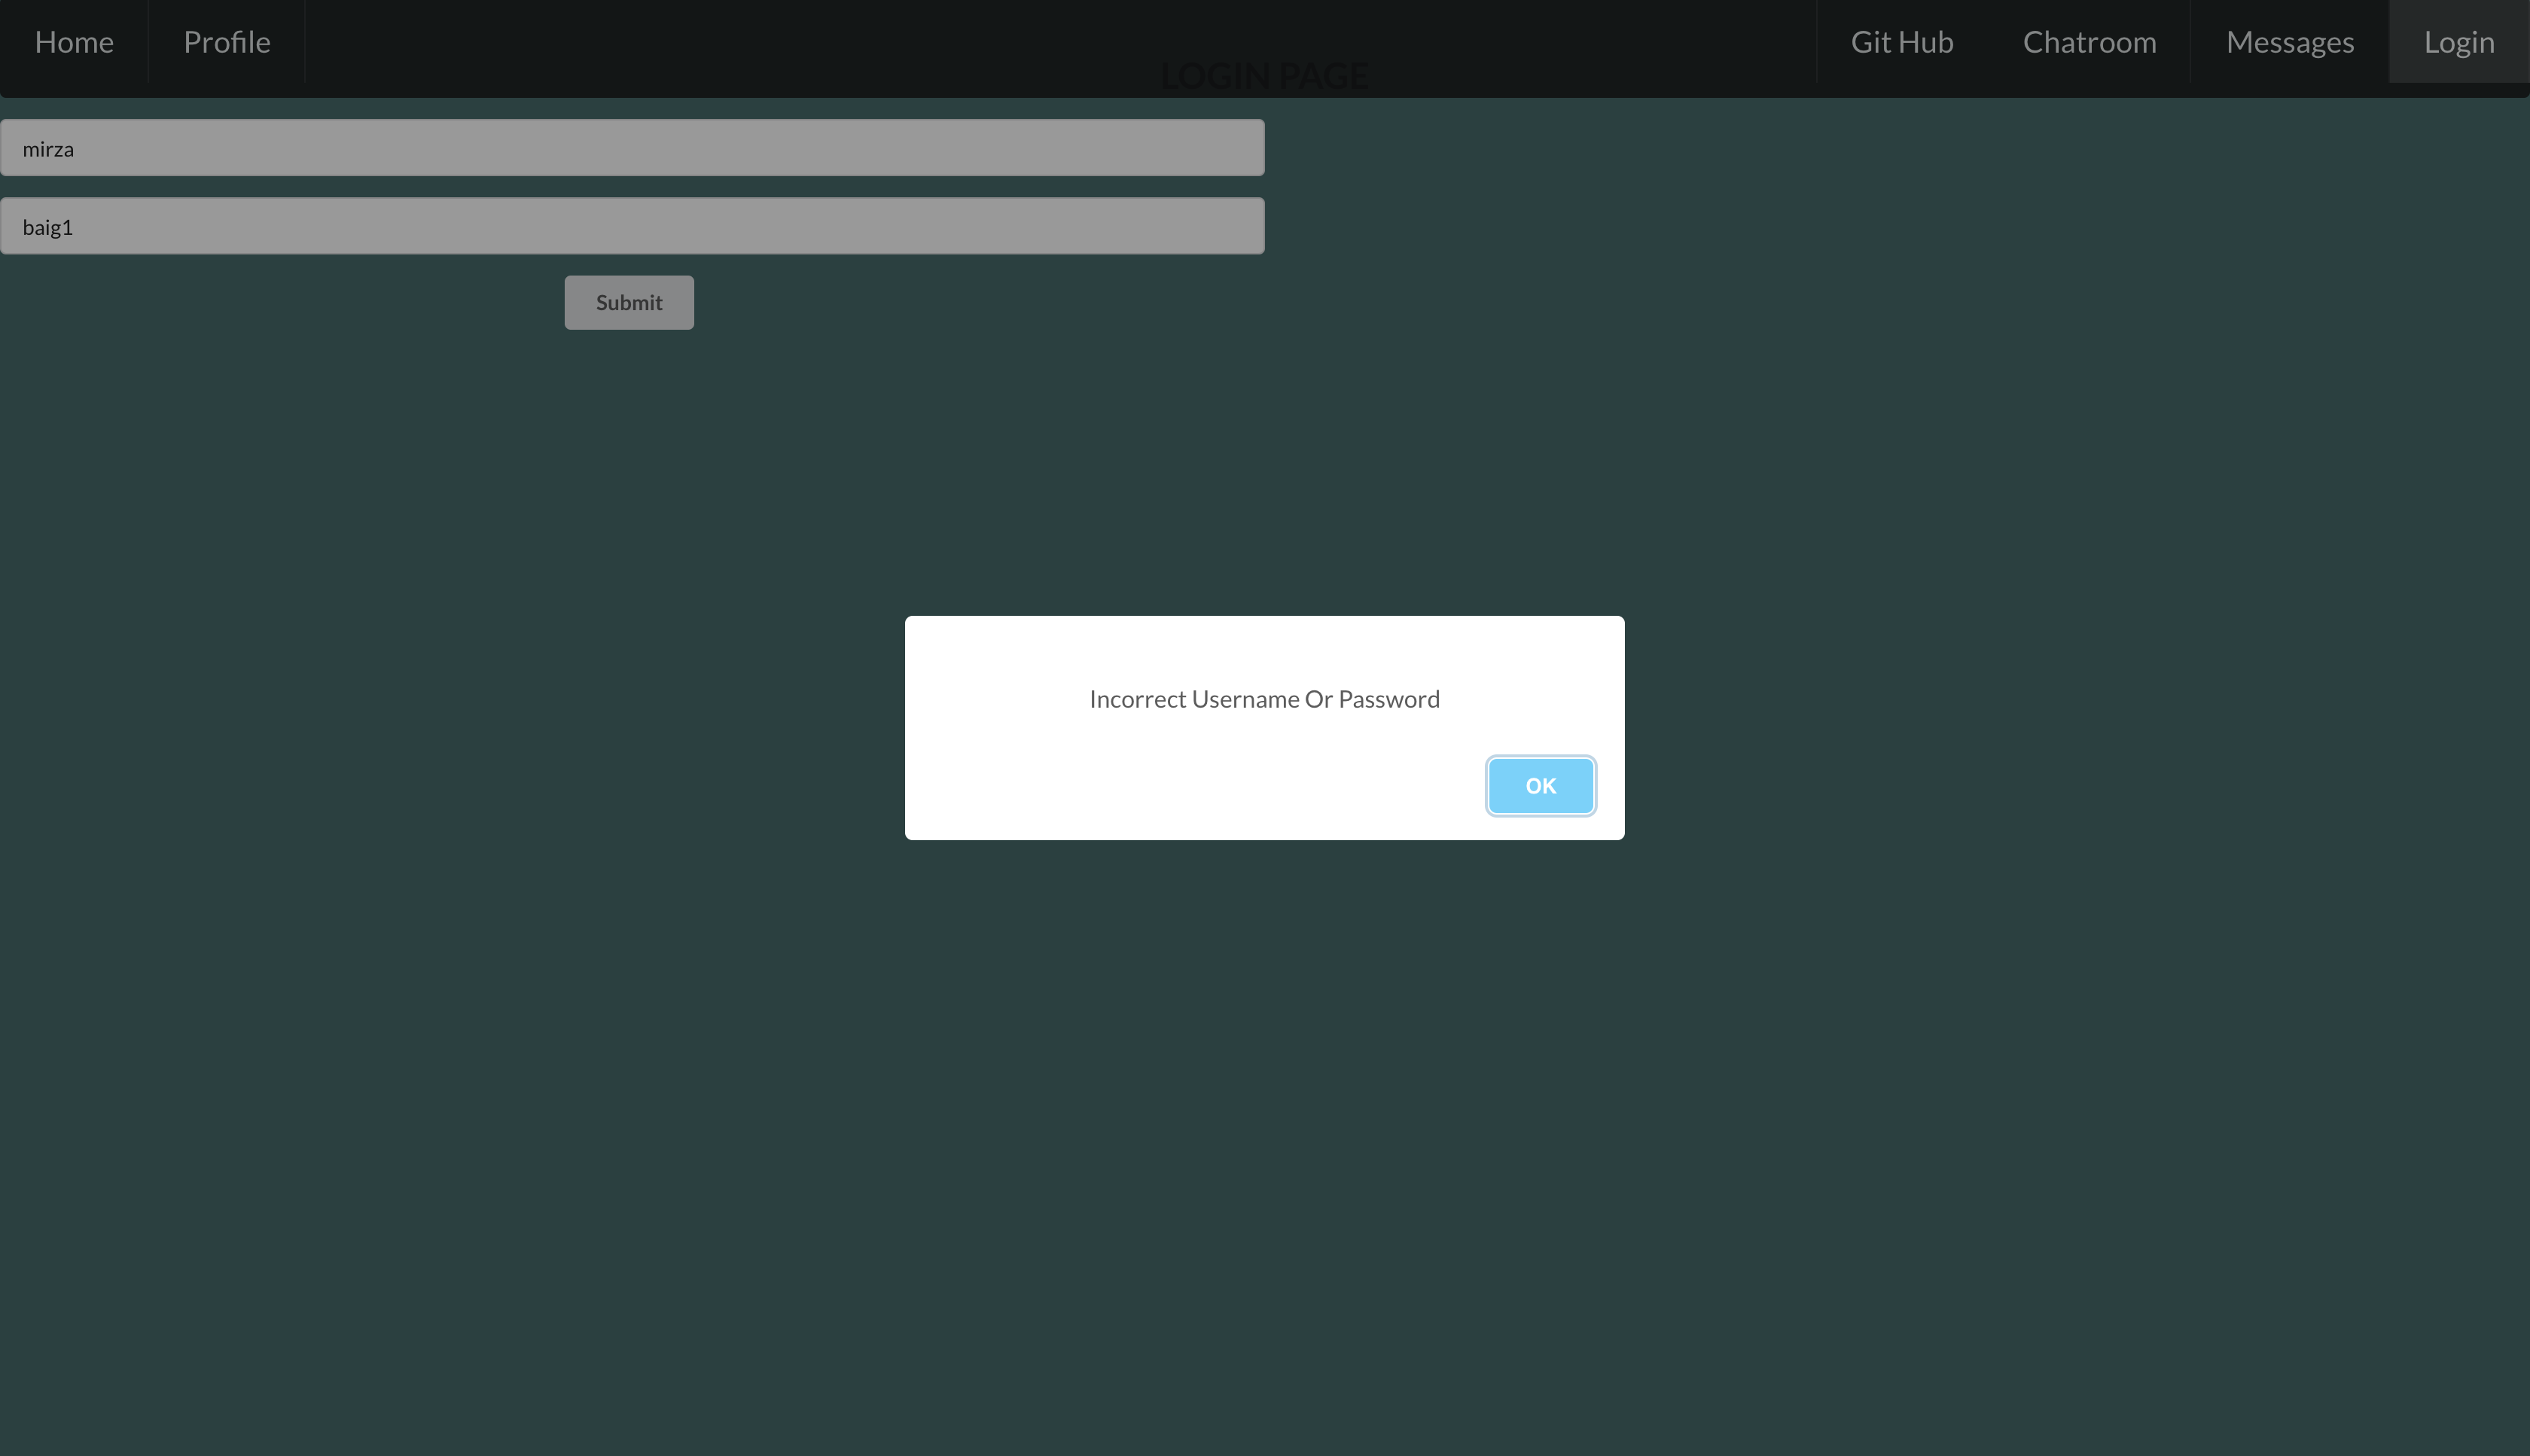 Home Profile Git Hub Chatroom Messages Login
LOGIN PAGE
mirza
baig1
Submit
Incorrect Username Or Password
OK